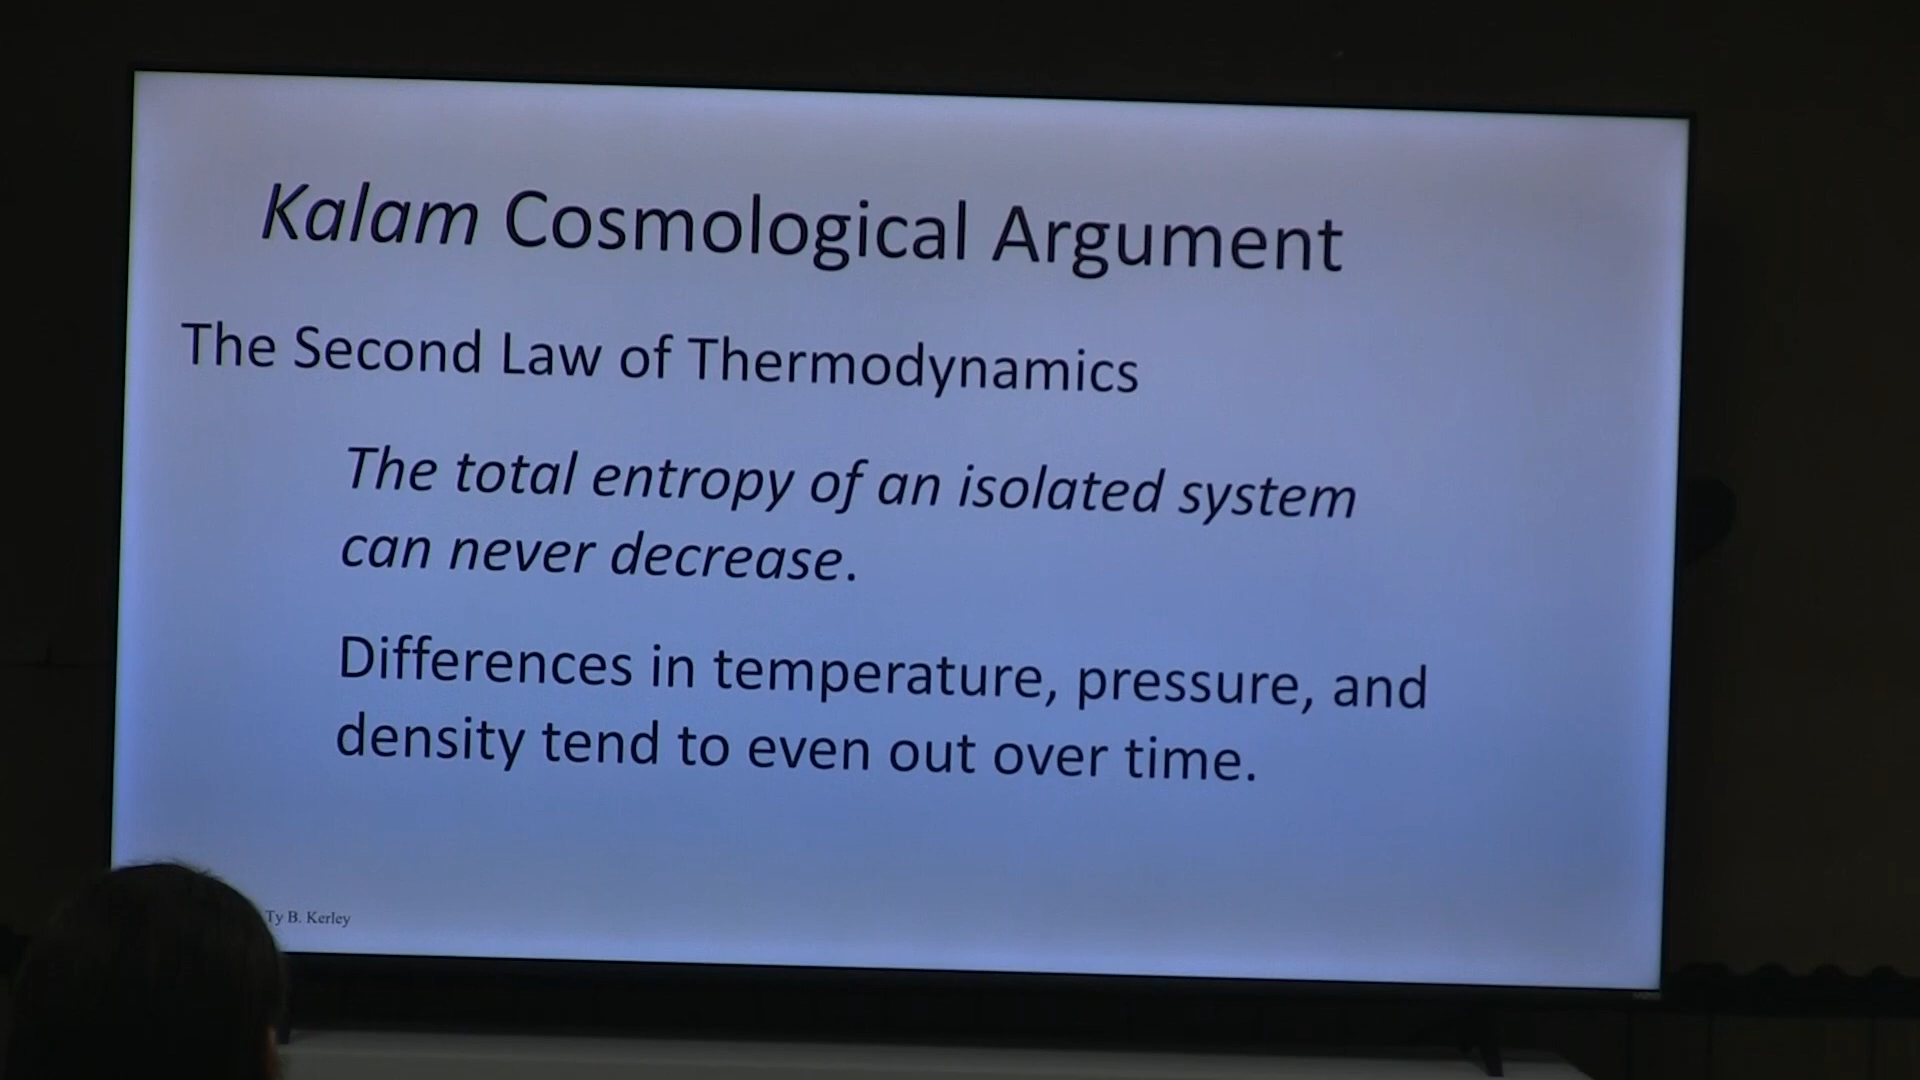 Kalam Cosmological Argument
The Second Law of Thermodynamics
The total entropy of an isolated system
can never decrease.
Differences in temperature, pressure, and
density tend to even out over time.
Ty B. Kerley